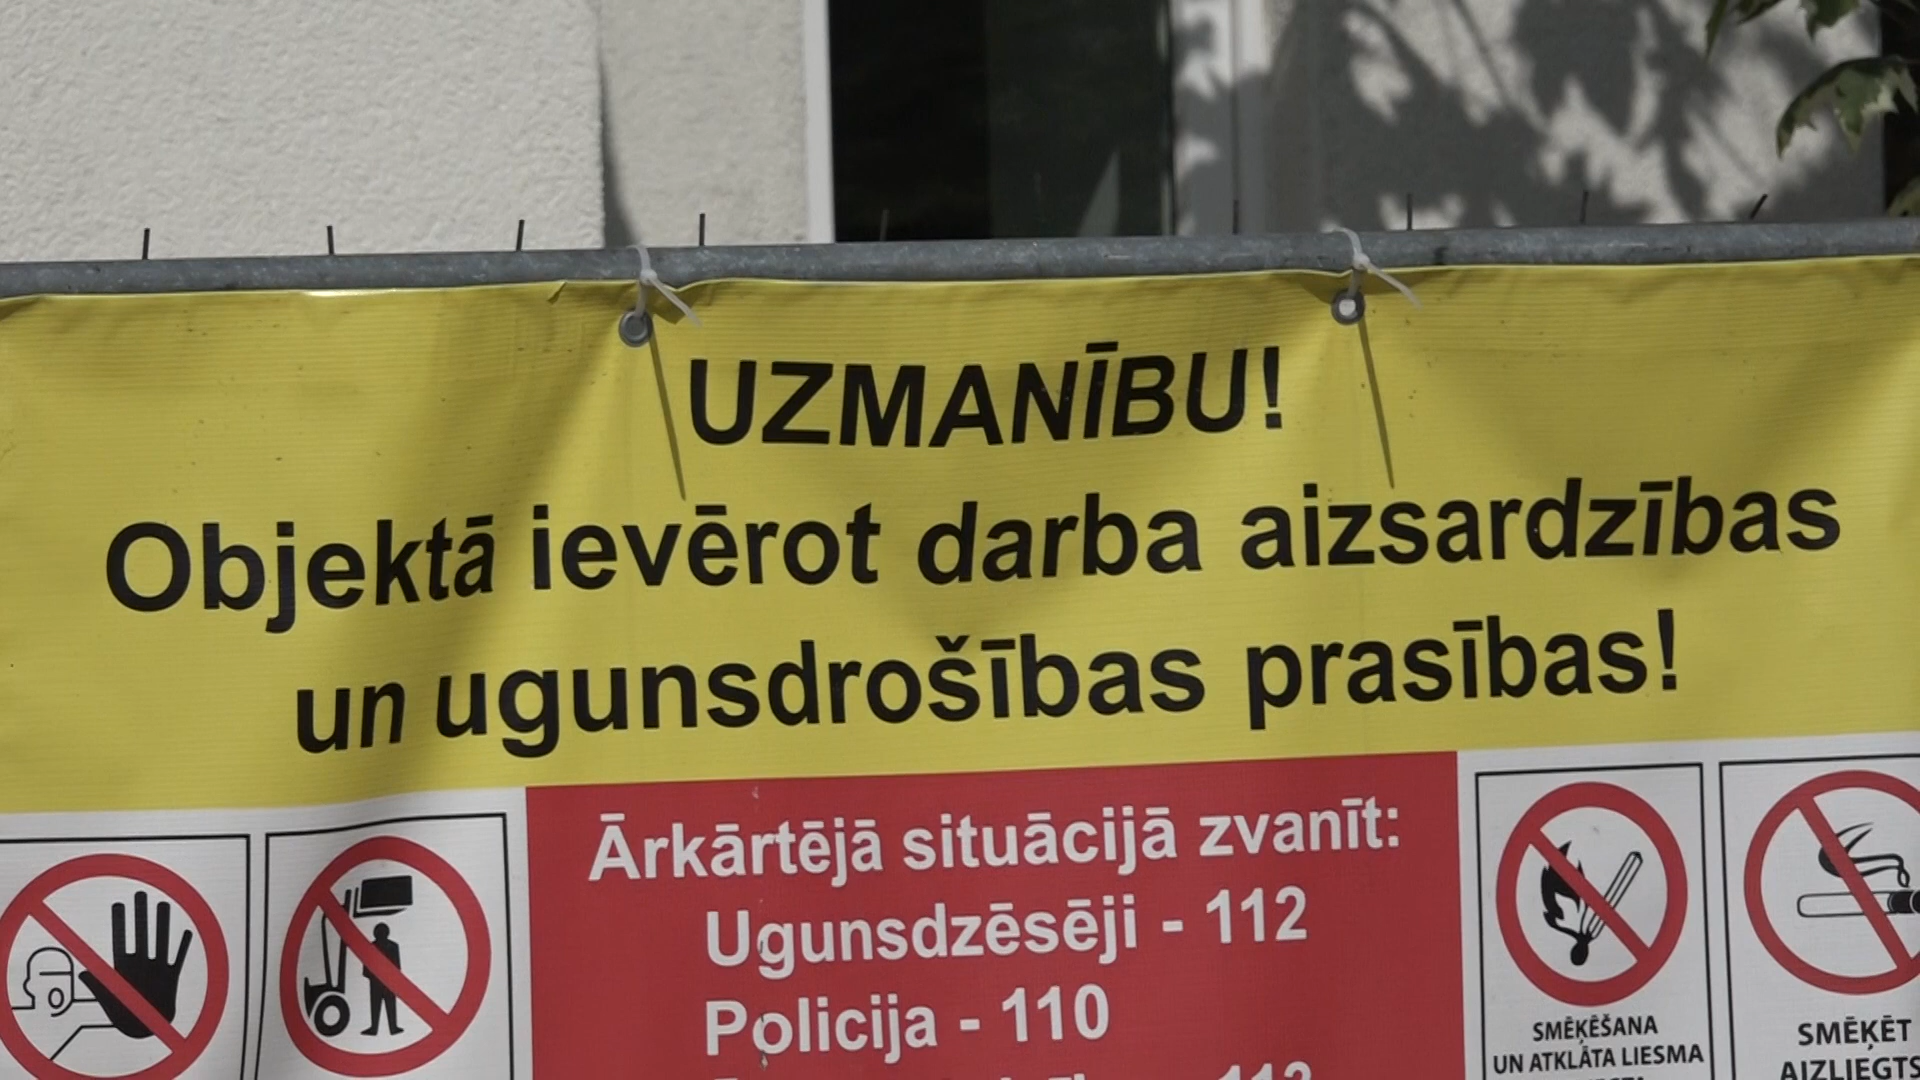 UZMANĪBU!
Objektā ievērot darba aizsardzības
un ugunsdrošības prasības!
Ārkārtējā situācijā zvanīt:
Ugunsdzēsēji - 112
Policija - 110
SMĒĶĒŠANA
UN ATKLĀTA LIESMA
SMĒĶĒT
AIZLIEGTS